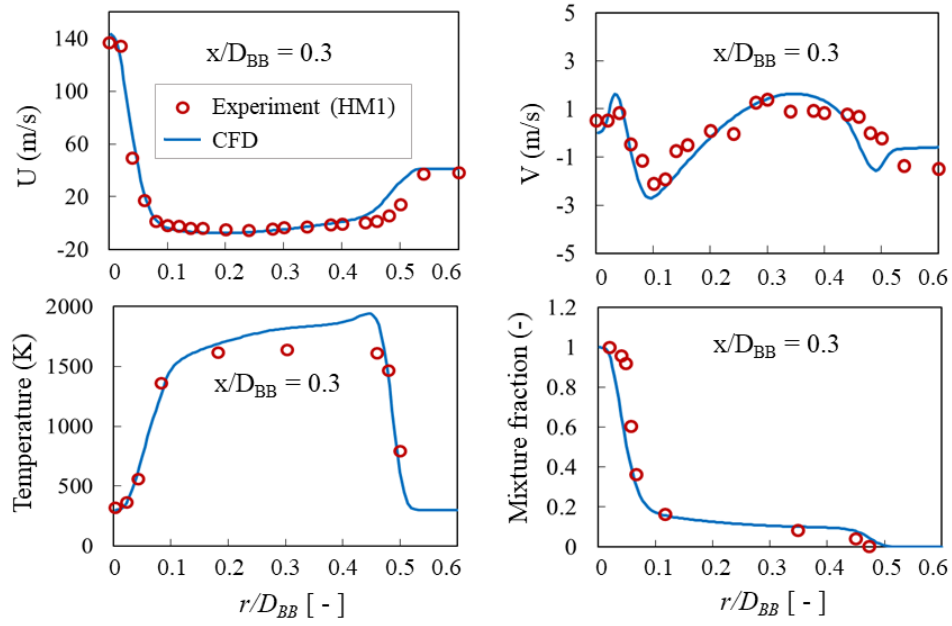 140
100
60
20
-20
U (m/s)
x/D_BB = 0.3
Experiment (HM1)
CFD
0 0.1 0.2 0.3 0.4 0.5 0.6
5
3
1
-1
-3
-5
V (m/s)
x/D_BB = 0.3
0 0.1 0.2 0.3 0.4 0.5 0.6
2000
1500
1000
500
0
Temperature (K)
x/D_BB = 0.3
0 0.1 0.2 0.3 0.4 0.5 0.6
r/D_BB [ - ]
1.2
1
0.8
0.6
0.4
0.2
0
Mixture fraction (-)
x/D_BB = 0.3
0 0.1 0.2 0.3 0.4 0.5 0.6
r/D_BB [ - ]